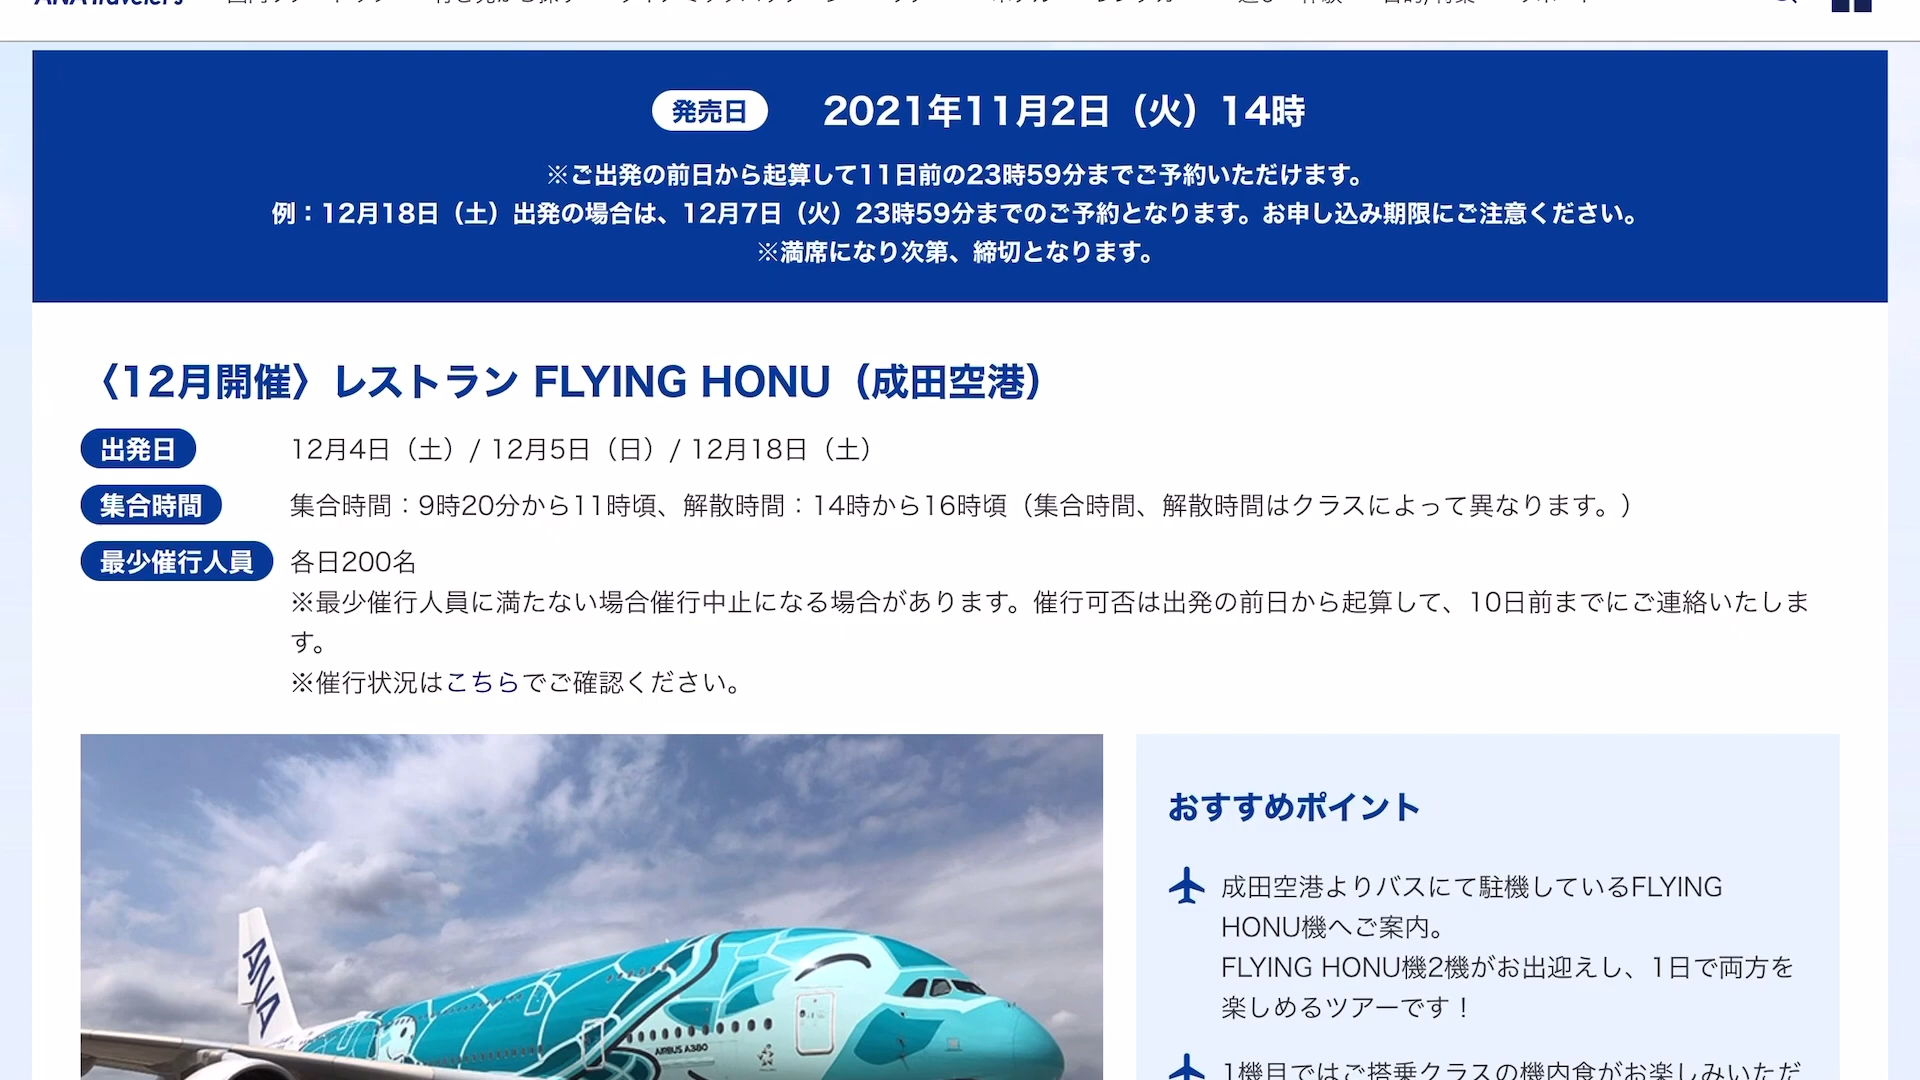 ANA Travelers
発売日 2021年11月2日（火）14時
※ご出発の前日から起算して11日前の23時59分までご予約いただけます。
例：12月18日（土）出発の場合は、12月7日（火）23時59分までのご予約となります。お申し込み期限にご注意ください。
※満席になり次第、締切となります。
〈12月開催〉レストラン FLYING HONU（成田空港）
出発日 12月4日（土）/ 12月5日（日）/ 12月18日（土）
集合時間 集合時間：9時20分から11時頃、解散時間：14時から16時頃（集合時間、解散時間はクラスによって異なります。）
最少催行人員 各日200名
※最少催行人員に満たない場合催行中止になる場合があります。催行可否は出発の前日から起算して、10日前までにご連絡いたしま
す。
※催行状況はこちらでご確認ください。
ANA
AIRBUS A380
おすすめポイント
成田空港よりバスにて駐機しているFLYING
HONU機へご案内。
FLYING HONU機2機がお出迎えし、1日で両方を
楽しめるツアーです！
1機目ではご搭乗クラスの機内食がお楽しみいただ